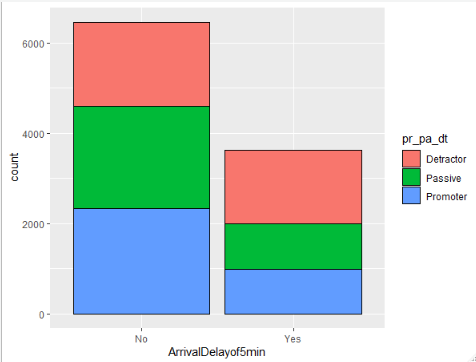 6000
4000
2000
0
count
No
Yes
ArrivalDelayof5min
pr_pa_dt
Detractor
Passive
Promoter